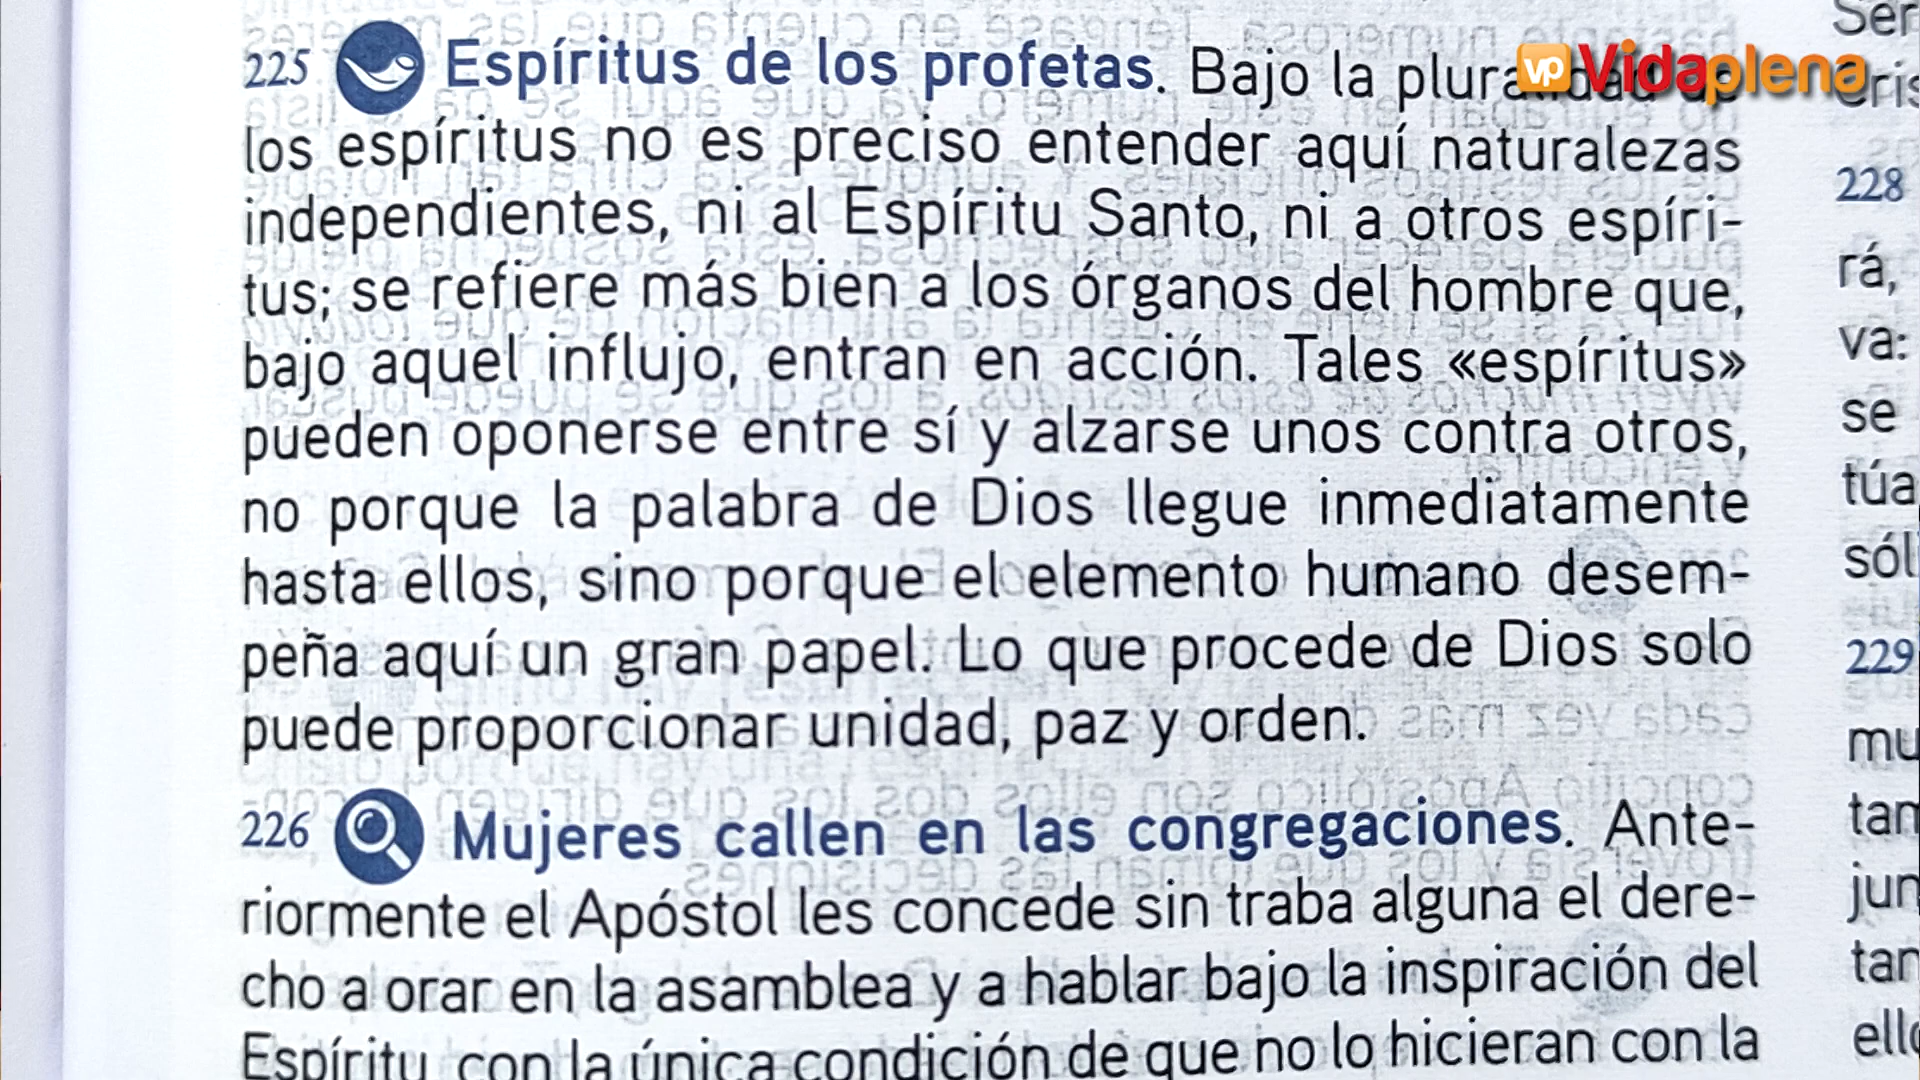 225 Espíritus de los profetas. Bajo la pluralidad de
los espíritus no es preciso entender aquí naturalezas
independientes, ni al Espíritu Santo, ni a otros espíri-
tus; se refiere más bien a los órganos del hombre que,
bajo aquel influjo, entran en acción. Tales «espíritus»
pueden oponerse entre sí y alzarse unos contra otros,
no porque la palabra de Dios llegue inmediatamente
hasta ellos, sino porque el elemento humano desem-
peña aquí un gran papel. Lo que procede de Dios solo
puede proporcionar unidad, paz y orden.
226 Mujeres callen en las congregaciones. Ante-
riormente el Apóstol les concede sin traba alguna el dere-
cho a orar en la asamblea y a hablar bajo la inspiración del
Espíritu con la única condición de que no lo hicieran con la
vp Vidaplena
228
rá,
va:
se
229